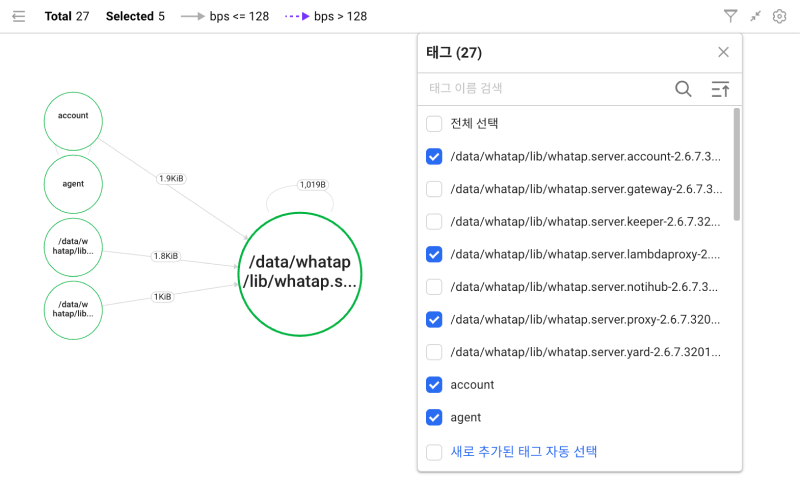 Total 27 Selected 5 bps <= 128 bps > 128
태그 (27)
태그 이름 검색
전체 선택
/data/whatap/lib/whatap.server.account-2.6.7.3...
/data/whatap/lib/whatap.server.gateway-2.6.7.3...
/data/whatap/lib/whatap.server.keeper-2.6.7.32...
/data/whatap/lib/whatap.server.lambdaproxy-2....
/data/whatap/lib/whatap.server.notihub-2.6.7.3...
/data/whatap/lib/whatap.server.proxy-2.6.7.320...
/data/whatap/lib/whatap.server.yard-2.6.7.3201...
account
agent
새로 추가된 태그 자동 선택
account
agent
/data/w
hatap/lib...
/data/w
hatap/lib...
1.9KiB
1.8KiB
1KiB
1,019B
/data/whatap
/lib/whatap.s...